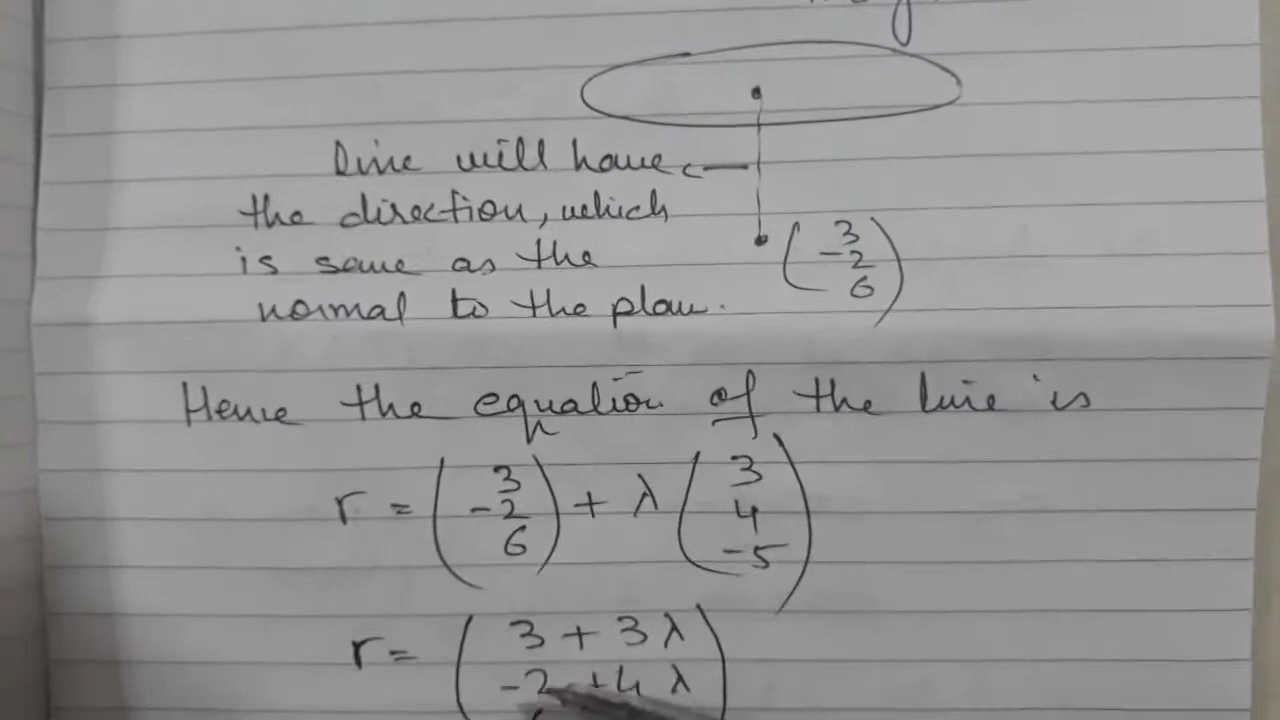 Line will have
the direction, which
is same as the
normal to the plan.
( 3
-2
6 )
Hence the equation of the line is
r = ( 3
-2
6 ) + λ ( 3
4
-5 )
r = ( 3 + 3λ
-2 + 4λ